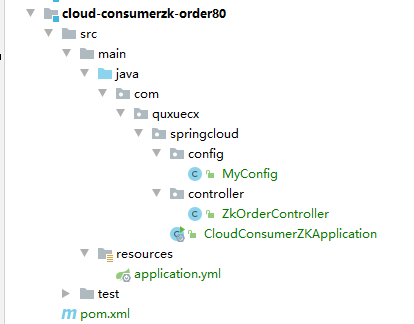 cloud-consumerzk-order80
src
main
java
com
quxuecx
springcloud
config
MyConfig
controller
ZkOrderController
CloudConsumerZKApplication
resources
application.yml
test
pom.xml